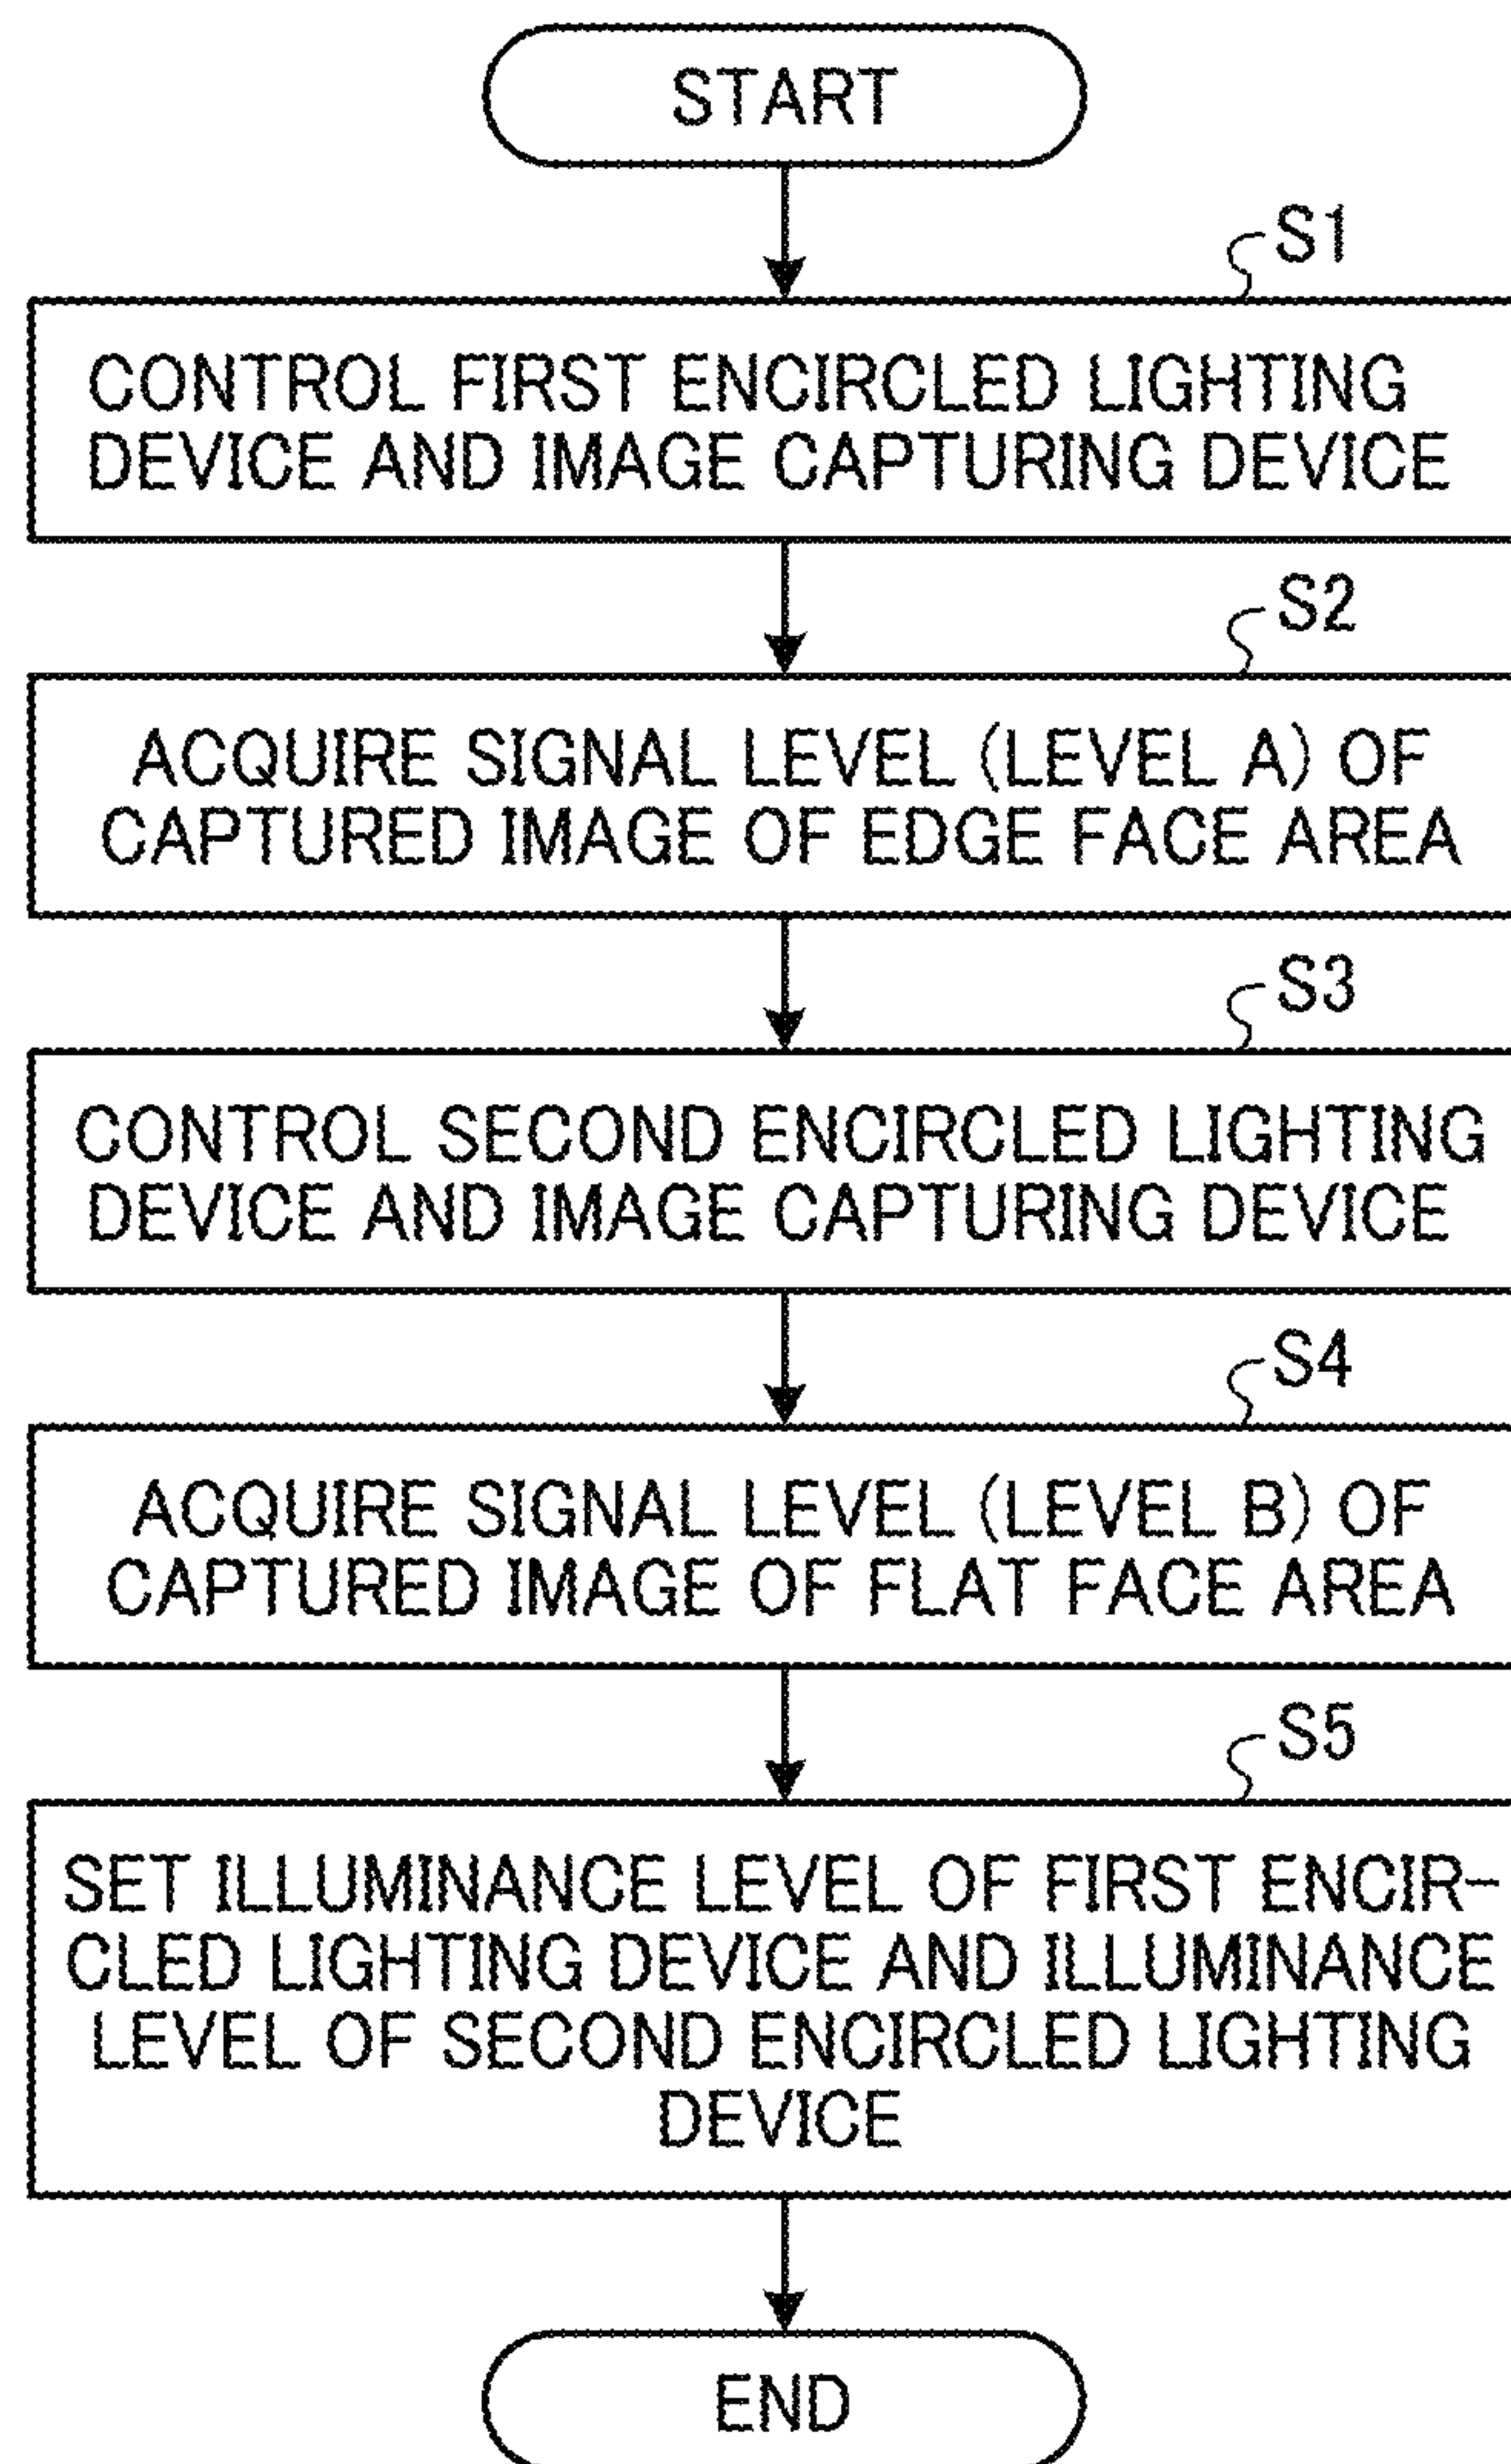 START
S1
CONTROL FIRST ENCIRCLED LIGHTING
DEVICE AND IMAGE CAPTURING DEVICE
S2
ACQUIRE SIGNAL LEVEL (LEVEL A) OF
CAPTURED IMAGE OF EDGE FACE AREA
S3
CONTROL SECOND ENCIRCLED LIGHTING
DEVICE AND IMAGE CAPTURING DEVICE
S4
ACQUIRE SIGNAL LEVEL (LEVEL B) OF
CAPTURED IMAGE OF FLAT FACE AREA
S5
SET ILLUMINANCE LEVEL OF FIRST ENCIR-
CLED LIGHTING DEVICE AND ILLUMINANCE
LEVEL OF SECOND ENCIRCLED LIGHTING
DEVICE
END